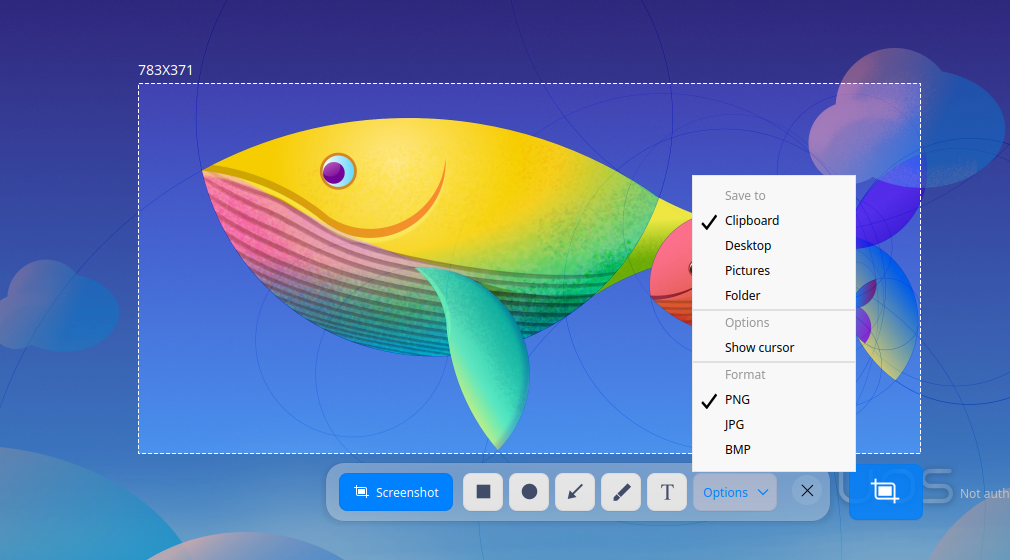 783X371
Save to
Clipboard
Desktop
Pictures
Folder
Options
Show cursor
Format
PNG
JPG
BMP
Screenshot
T
Options
Not auth